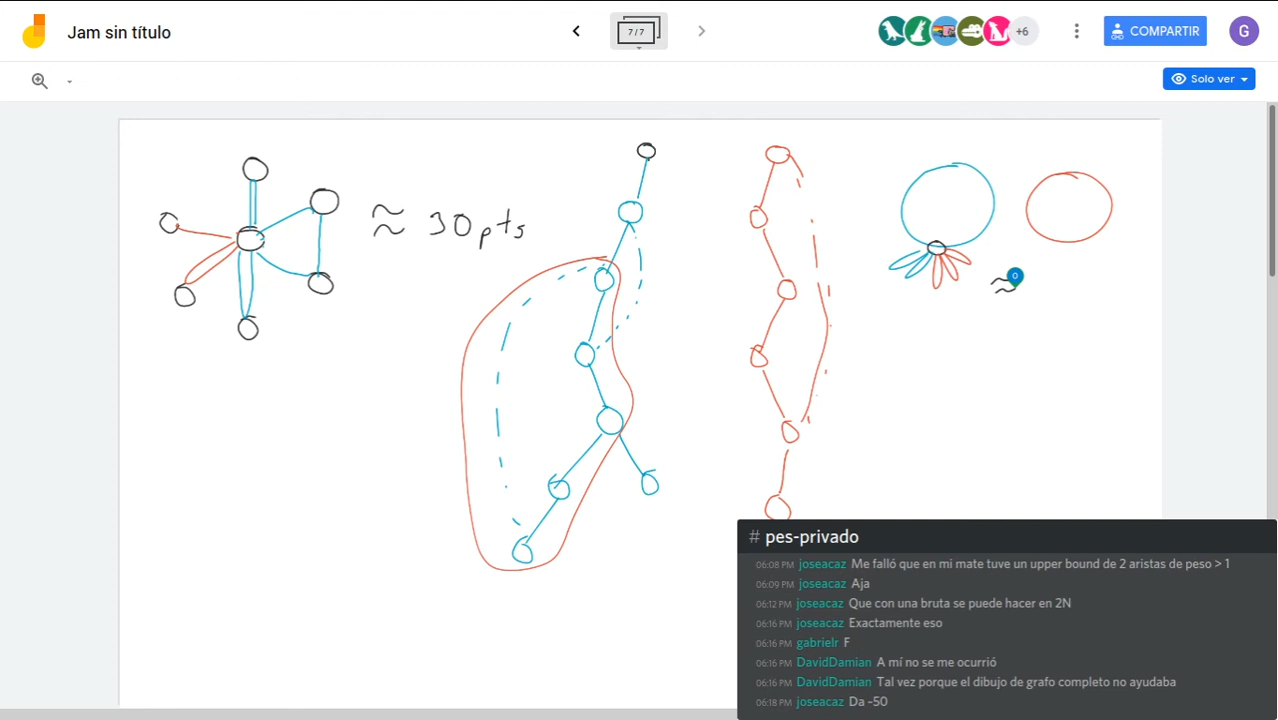 Jam sin título
7/7
+6
COMPARTIR
G
Solo ver
≈ 30pts
≈
# pes-privado
06:08 PM joseacaz Me falló que en mi mate tuve un upper bound de 2 aristas de peso > 1
06:09 PM joseacaz Aja
06:12 PM joseacaz Que con una bruta se puede hacer en 2N
06:16 PM joseacaz Exactamente eso
06:16 PM gabrielr F
06:16 PM DavidDamian A mí no se me ocurrió
06:16 PM DavidDamian Tal vez porque el dibujo de grafo completo no ayudaba
06:18 PM joseacaz Da -50